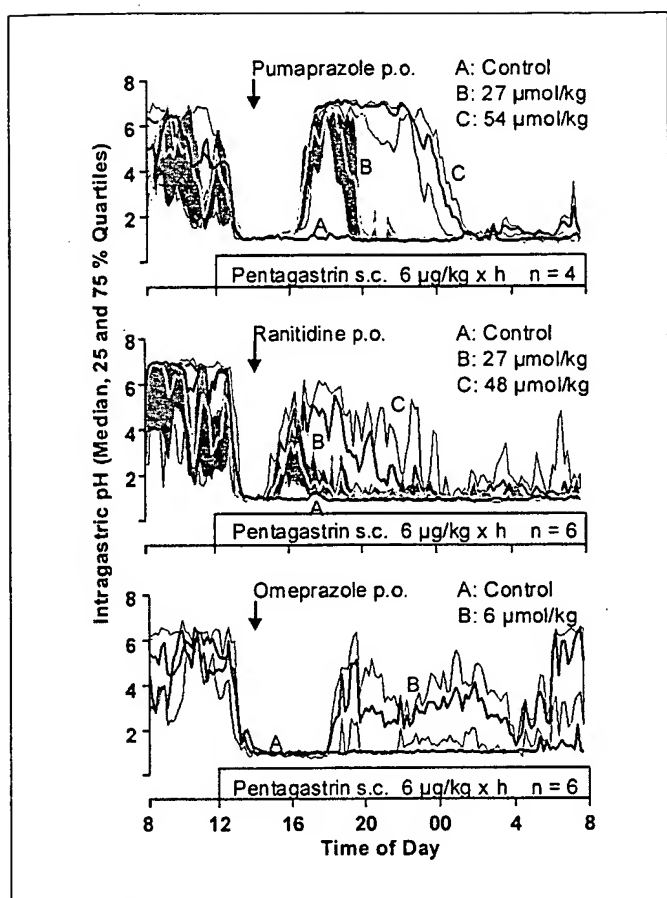 Pumaprazole p.o.
A: Control
B: 27 µmol/kg
C: 54 µmol/kg
8
6
4
2
B
C
A
Pentagastrin s.c. 6 µg/kg x h n = 4
Ranitidine p.o.
A: Control
B: 27 µmol/kg
C: 48 µmol/kg
8
6
4
2
B
C
A
Pentagastrin s.c. 6 µg/kg x h n = 6
Omeprazole p.o.
A: Control
B: 6 µmol/kg
8
6
4
2
B
A
Pentagastrin s.c. 6 µg/kg x h n = 6
8 12 16 20 00 4 8
Time of Day
Intragastric pH (Median, 25 and 75 % Quartiles)